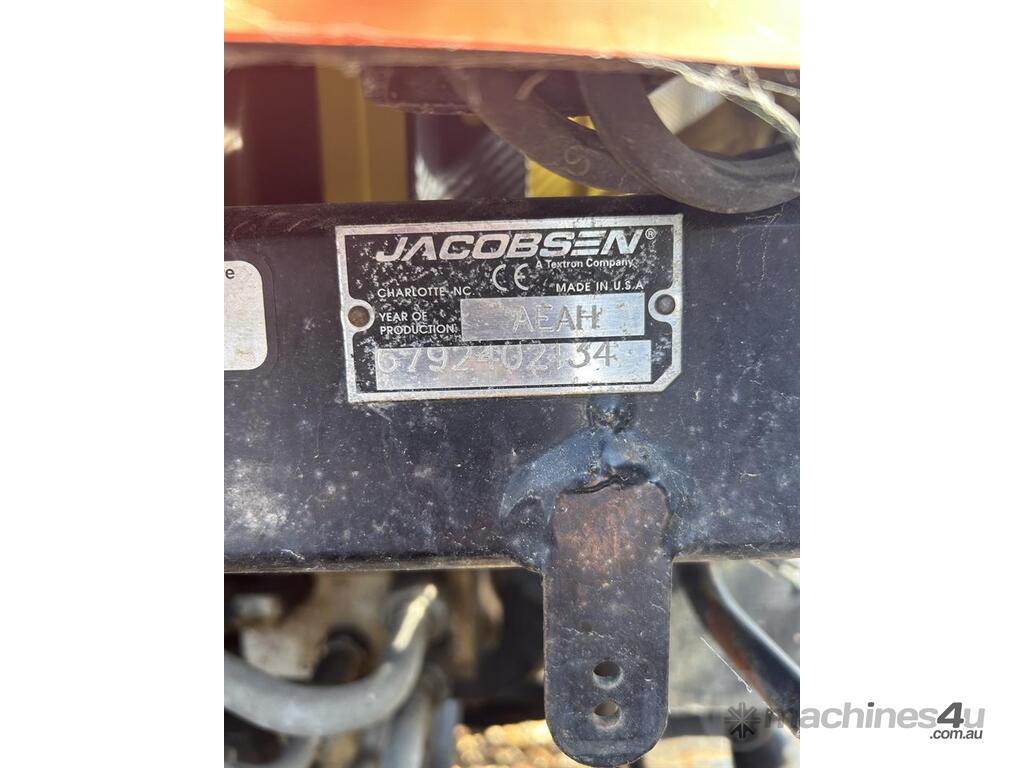 JACOBSEN®
A Textron Company
CE
CHARLOTTE NC. MADE IN U.S.A
YEAR OF PRODUCTION: AEAH
6792402134
e
machines4u
.com.au